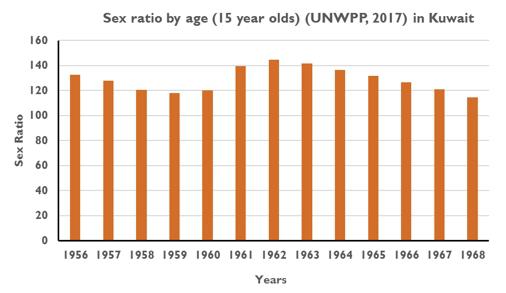 Sex ratio by age (15 year olds) (UNWPP, 2017) in Kuwait
160
140
120
100
80
60
40
20
0
Sex Ratio
1956 1957 1958 1959 1960 1961 1962 1963 1964 1965 1966 1967 1968
Years